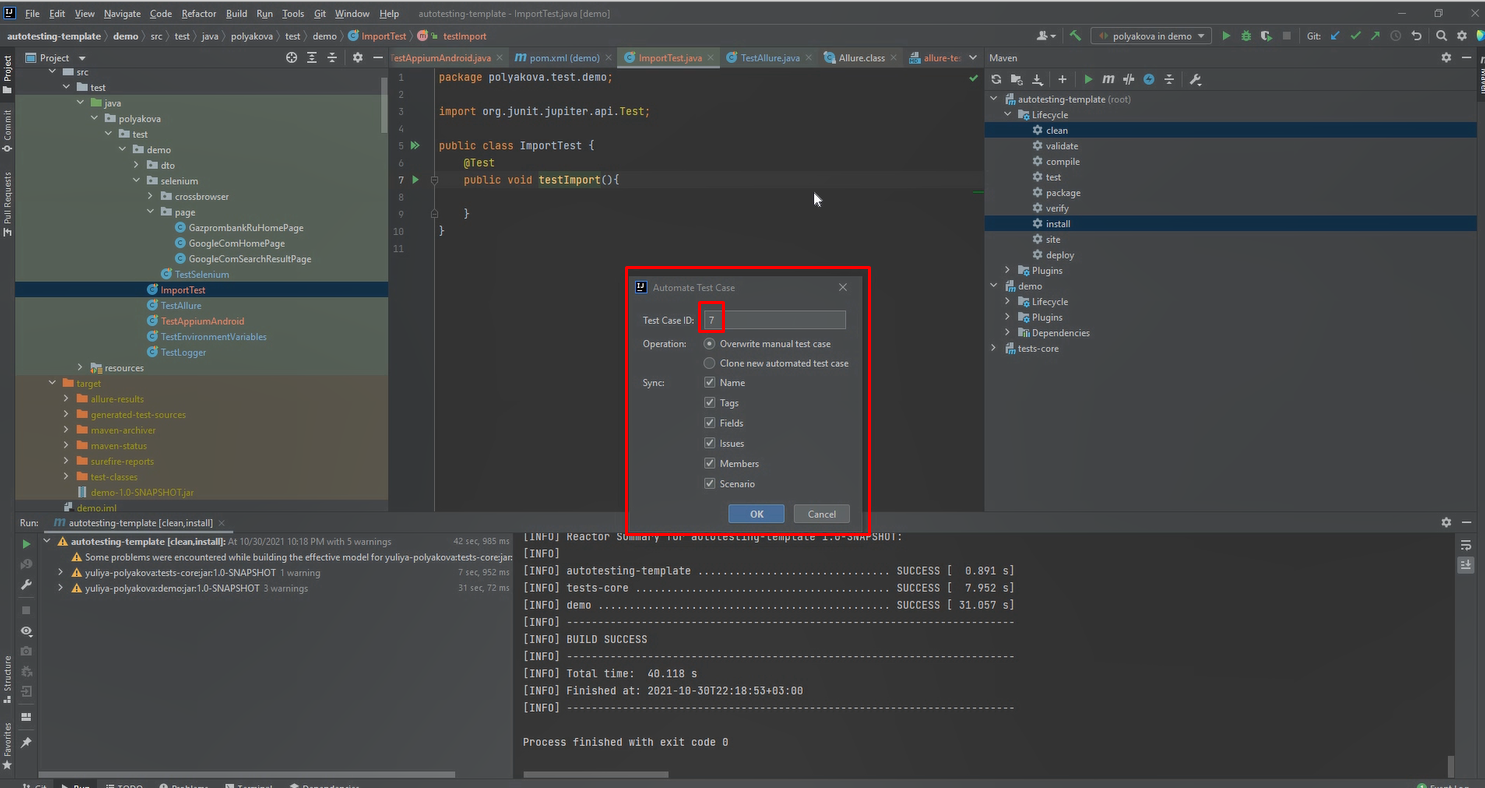 File Edit View Navigate Code Refactor Build Run Tools Git Window Help autotesting-template - ImportTest.java [demo]
autotesting-template demo src test java polyakova test demo ImportTest testImport polyakova in demo Git:
Project
Commit
Pull Requests
Structure
Favorites
Project
src
test
java
polyakova
test
demo
dto
selenium
crossbrowser
page
GazprombankRuHomePage
GoogleComHomePage
GoogleComSearchResultPage
TestSelenium
ImportTest
TestAllure
TestAppiumAndroid
TestEnvironmentVariables
TestLogger
resources
target
allure-results
generated-test-sources
maven-archiver
maven-status
surefire-reports
test-classes
demo-1.0-SNAPSHOT.jar
demo.iml
estAppiumAndroid.java pom.xml (demo) ImportTest.java TestAllure.java Allure.class allure-te
1 package polyakova.test.demo;
2
3 import org.junit.jupiter.api.Test;
4
5 public class ImportTest {
6 @Test
7 public void testImport(){
8
9 }
10 }
11
Automate Test Case
Test Case ID: 7
Operation: Overwrite manual test case
Clone new automated test case
Sync: Name
Tags
Fields
Issues
Members
Scenario
OK Cancel
Maven
autotesting-template (root)
Lifecycle
clean
validate
compile
test
package
verify
install
site
deploy
Plugins
demo
Lifecycle
Plugins
Dependencies
tests-core
Run: autotesting-template [clean,install]
autotesting-template [clean,install]: At 10/30/2021 10:18 PM with 5 warnings 42 sec, 985 ms
Some problems were encountered while building the effective model for yuliya-polyakova:tests-core:jar:
yuliya-polyakova:tests-core:jar:1.0-SNAPSHOT 1 warning 7 sec, 952 ms
yuliya-polyakova:demo:jar:1.0-SNAPSHOT 3 warnings 31 sec, 72 ms
[INFO] Reactor Summary for autotesting-template 1.0-SNAPSHOT:
[INFO]
[INFO] autotesting-template ............................... SUCCESS [ 0.891 s]
[INFO] tests-core ......................................... SUCCESS [ 7.952 s]
[INFO] demo ............................................... SUCCESS [ 31.057 s]
[INFO] ------------------------------------------------------------------------
[INFO] BUILD SUCCESS
[INFO] ------------------------------------------------------------------------
[INFO] Total time: 40.118 s
[INFO] Finished at: 2021-10-30T22:18:53+03:00
[INFO] ------------------------------------------------------------------------
Process finished with exit code 0
Git Run TODO Problems Terminal Dependencies Event Log